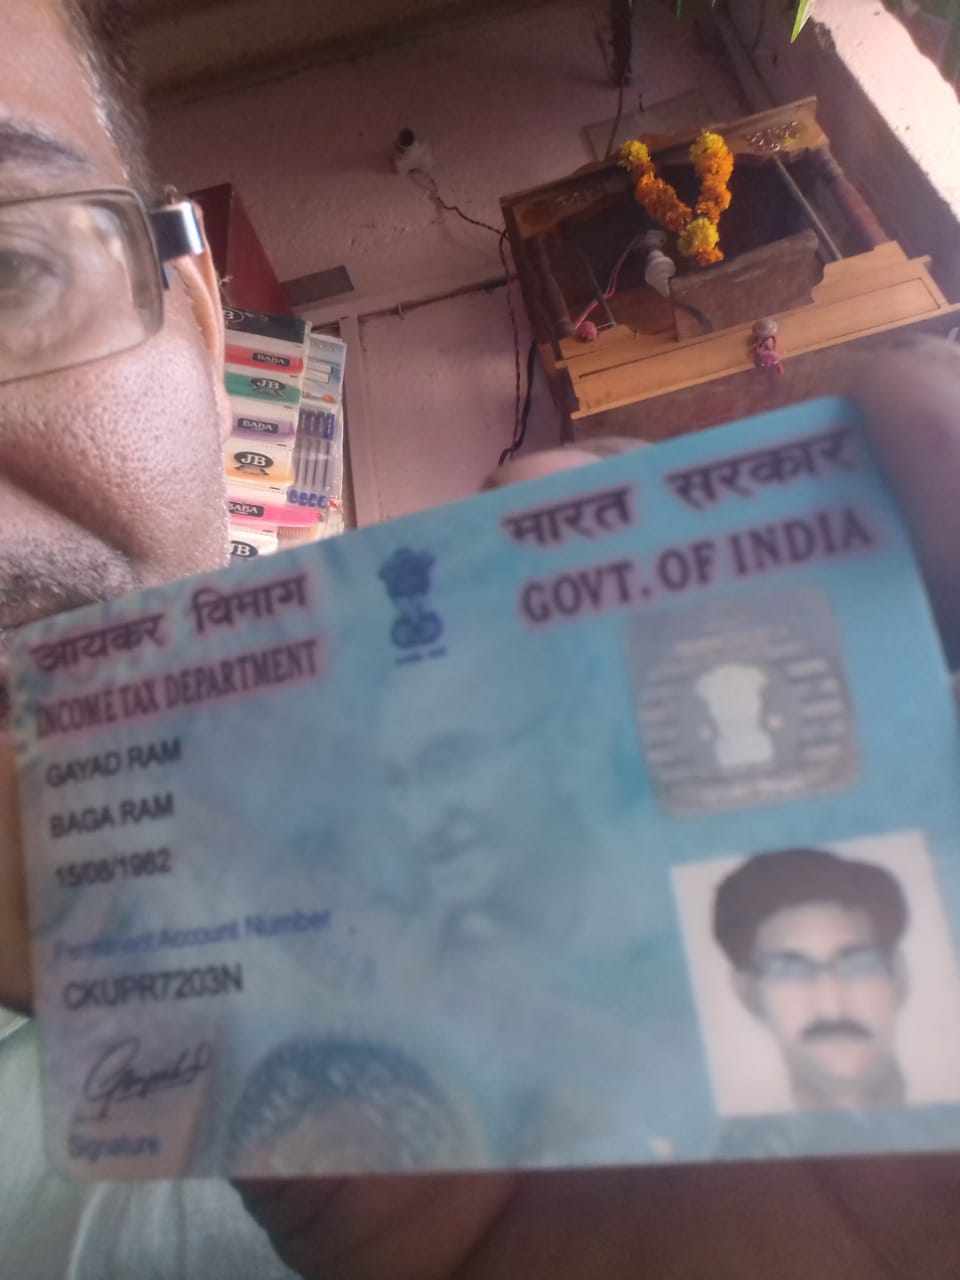 JB
BABA
JB
BABA
JB
BABA
JB
आयकर विभाग
INCOME TAX DEPARTMENT
भारत सरकार
GOVT. OF INDIA
GAYAD RAM
BAGA RAM
15/08/1982
Permanent Account Number
CKUPR7203N
Signature